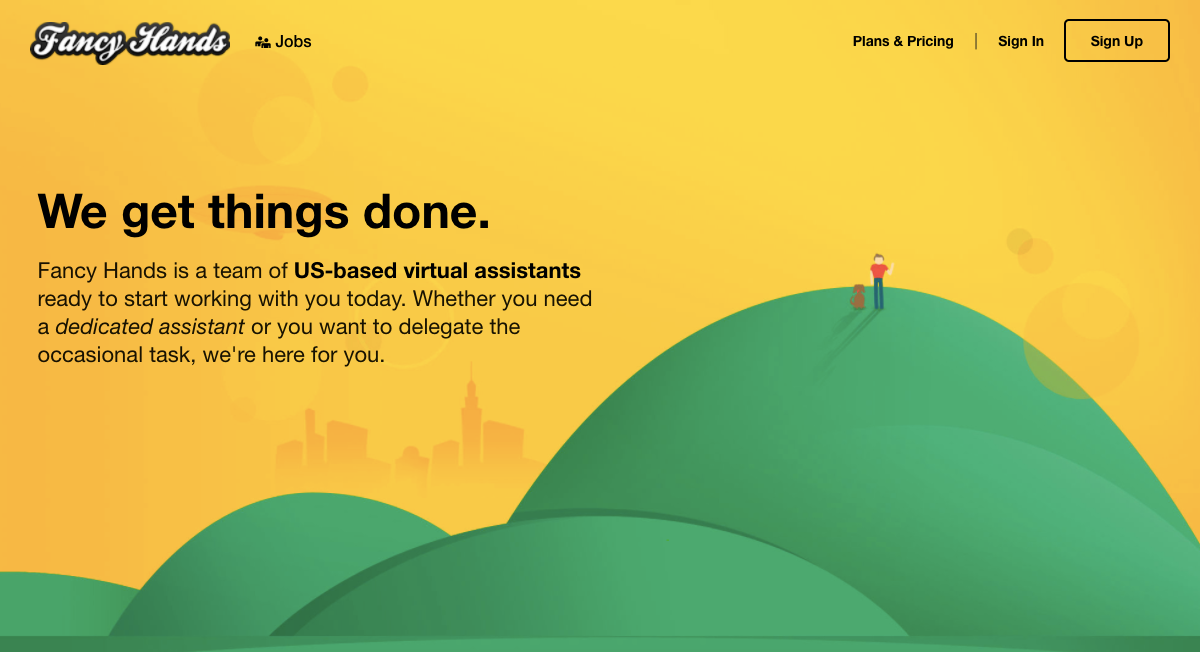 Fancy Hands
Jobs
Plans & Pricing
Sign In
Sign Up
We get things done.
Fancy Hands is a team of US-based virtual assistants
ready to start working with you today. Whether you need
a dedicated assistant or you want to delegate the
occasional task, we're here for you.